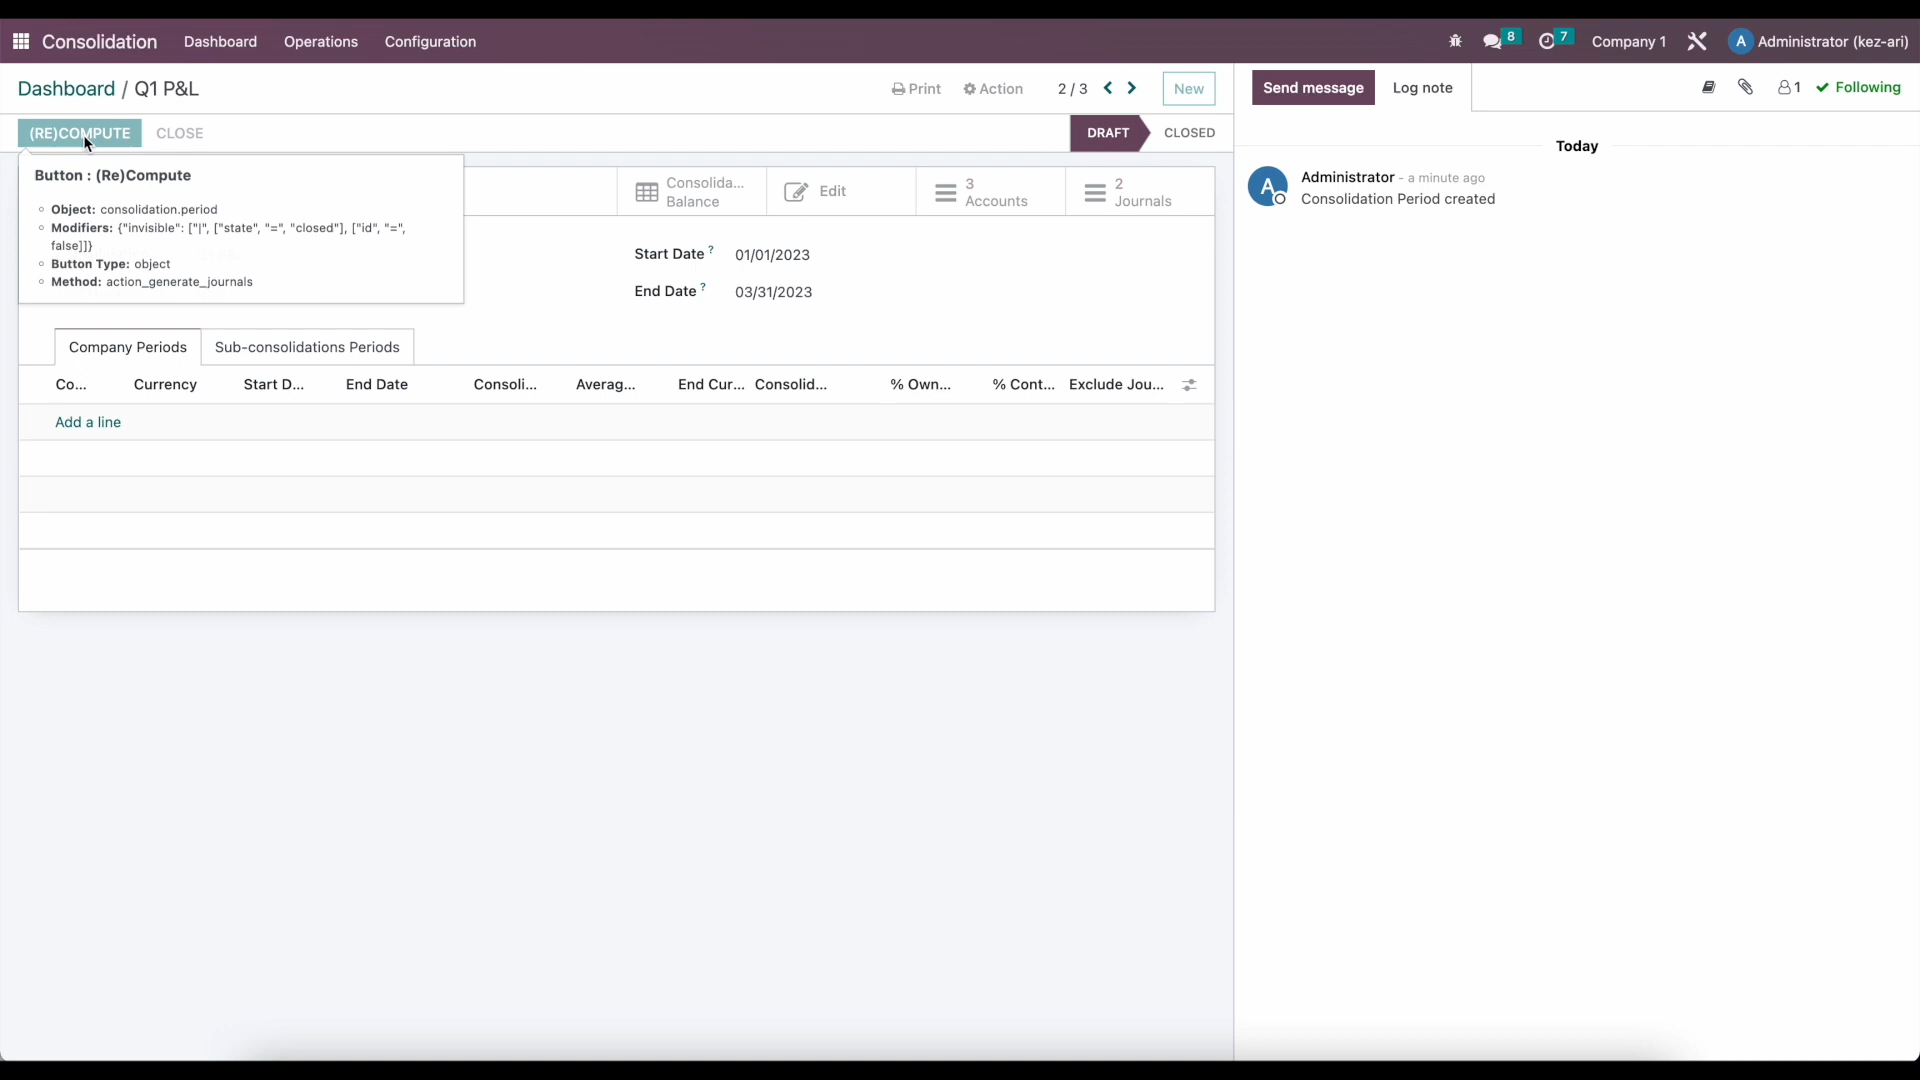 Consolidation Dashboard Operations Configuration 8 7 Company 1 A Administrator (kez-ari)
Dashboard / Q1 P&L Print Action 2 / 3 New
Send message Log note 1 Following
(RE)COMPUTE CLOSE DRAFT CLOSED
Button : (Re)Compute
Object: consolidation.period
Modifiers: {"invisible": ["|", ["state", "=", "closed"], ["id", "=",
false]]}
Button Type: object
Method: action_generate_journals
Consolida...
Balance
Edit
3
Accounts
2
Journals
Start Date ? 01/01/2023
End Date ? 03/31/2023
Company Periods Sub-consolidations Periods
Co... Currency Start D... End Date Consoli... Averag... End Cur... Consolid... % Own... % Cont... Exclude Jou...
Add a line
Today
A
Administrator - a minute ago
Consolidation Period created